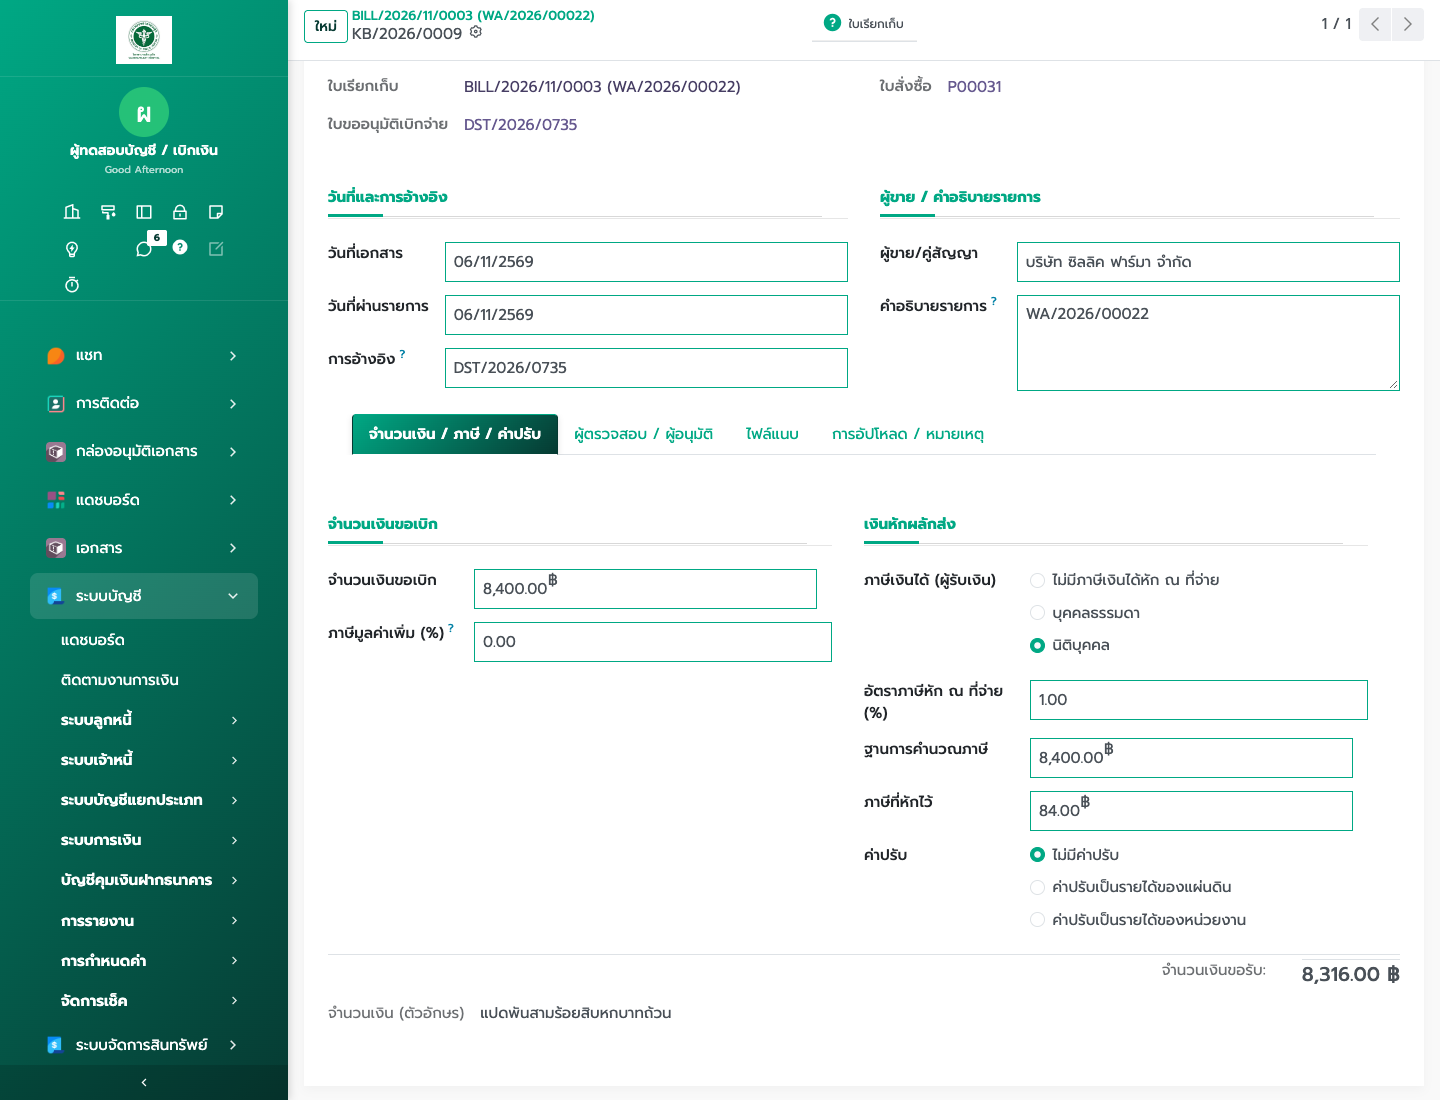 ใหม่
BILL/2026/11/0003 (WA/2026/00022)
KB/2026/0009
? ใบเรียกเก็บ
1 / 1
ผ
ผู้ทดสอบบัญชี / เบิกเงิน
Good Afternoon
6
?
แชท
การติดต่อ
กล่องอนุมัติเอกสาร
แดชบอร์ด
เอกสาร
ระบบบัญชี
แดชบอร์ด
ติดตามงานการเงิน
ระบบลูกหนี้
ระบบเจ้าหนี้
ระบบบัญชีแยกประเภท
ระบบการเงิน
บัญชีคุมเงินฝากธนาคาร
การรายงาน
การกำหนดค่า
จัดการเช็ค
ระบบจัดการสินทรัพย์
ใบเรียกเก็บ BILL/2026/11/0003 (WA/2026/00022)
ใบสั่งซื้อ P00031
ใบขออนุมัติเบิกจ่าย DST/2026/0735
วันที่และการอ้างอิง
วันที่เอกสาร 06/11/2569
วันที่ผ่านรายการ 06/11/2569
การอ้างอิง ? DST/2026/0735
ผู้ขาย / คำอธิบายรายการ
ผู้ขาย/คู่สัญญา บริษัท ซิลลิค ฟาร์มา จำกัด
คำอธิบายรายการ ? WA/2026/00022
จำนวนเงิน / ภาษี / ค่าปรับ ผู้ตรวจสอบ / ผู้อนุมัติ ไฟล์แนบ การอัปโหลด / หมายเหตุ
จำนวนเงินขอเบิก
จำนวนเงินขอเบิก 8,400.00฿
ภาษีมูลค่าเพิ่ม (%) ? 0.00
เงินหักผลักส่ง
ภาษีเงินได้ (ผู้รับเงิน) ไม่มีภาษีเงินได้หัก ณ ที่จ่าย
บุคคลธรรมดา
นิติบุคคล
อัตราภาษีหัก ณ ที่จ่าย
(%)
1.00
ฐานการคำนวณภาษี 8,400.00฿
ภาษีที่หักไว้ 84.00฿
ค่าปรับ ไม่มีค่าปรับ
ค่าปรับเป็นรายได้ของแผ่นดิน
ค่าปรับเป็นรายได้ของหน่วยงาน
จำนวนเงินขอรับ: 8,316.00 ฿
จำนวนเงิน (ตัวอักษร) แปดพันสามร้อยสิบหกบาทถ้วน